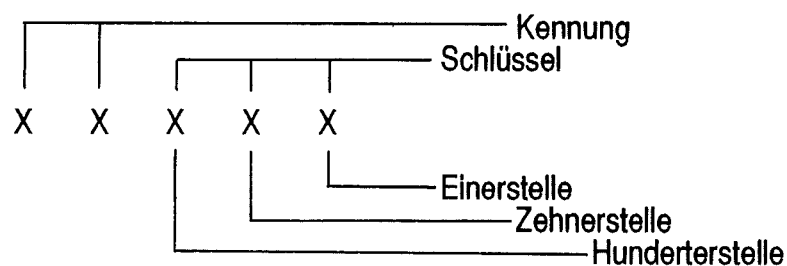 Kennung
Schlüssel
X X X X X
Einerstelle
Zehnerstelle
Hunderterstelle